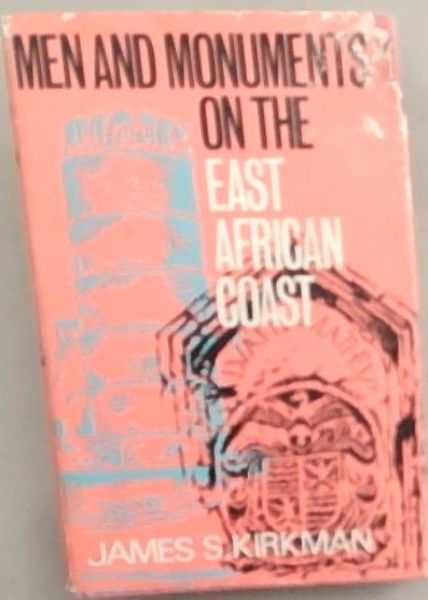 MEN AND MONUMENTS
ON THE
EAST
AFRICAN
COAST
JAMES S. KIRKMAN